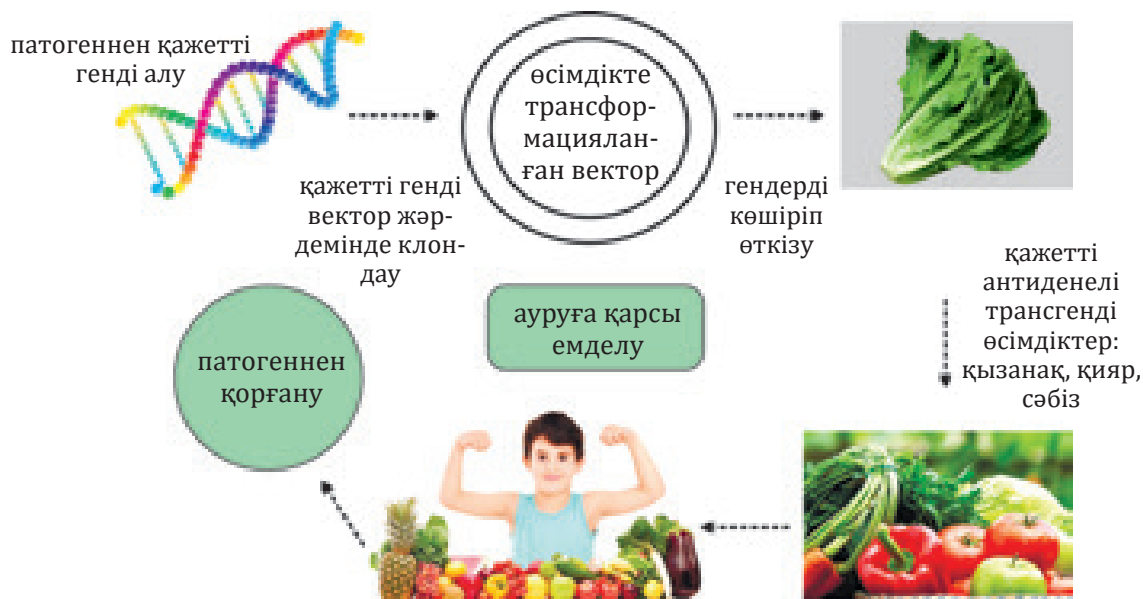 патогеннен қажетті
генді алу
қажетті генді
вектор жәр-
демінде клон-
дау
өсімдікте
трансфор-
мациялан.
ған вектор
гендерді
көшіріп
өткізу
қажетті
антиденелі
трансгенді
өсімдіктер:
қызанақ, қияр,
сәбіз
ауруға қарсы
емделу
патогеннен
қорғану